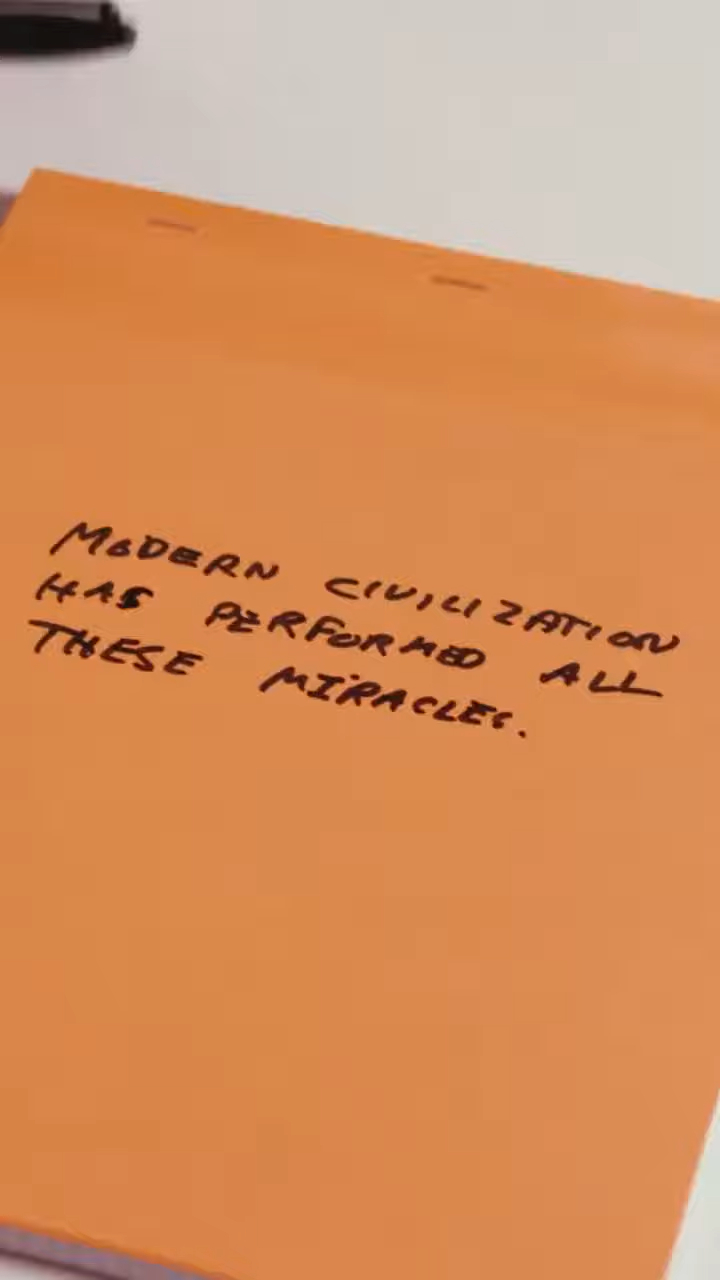 MODERN CIVILIZATION
HAS PERFORMED ALL
THESE MIRACLES.